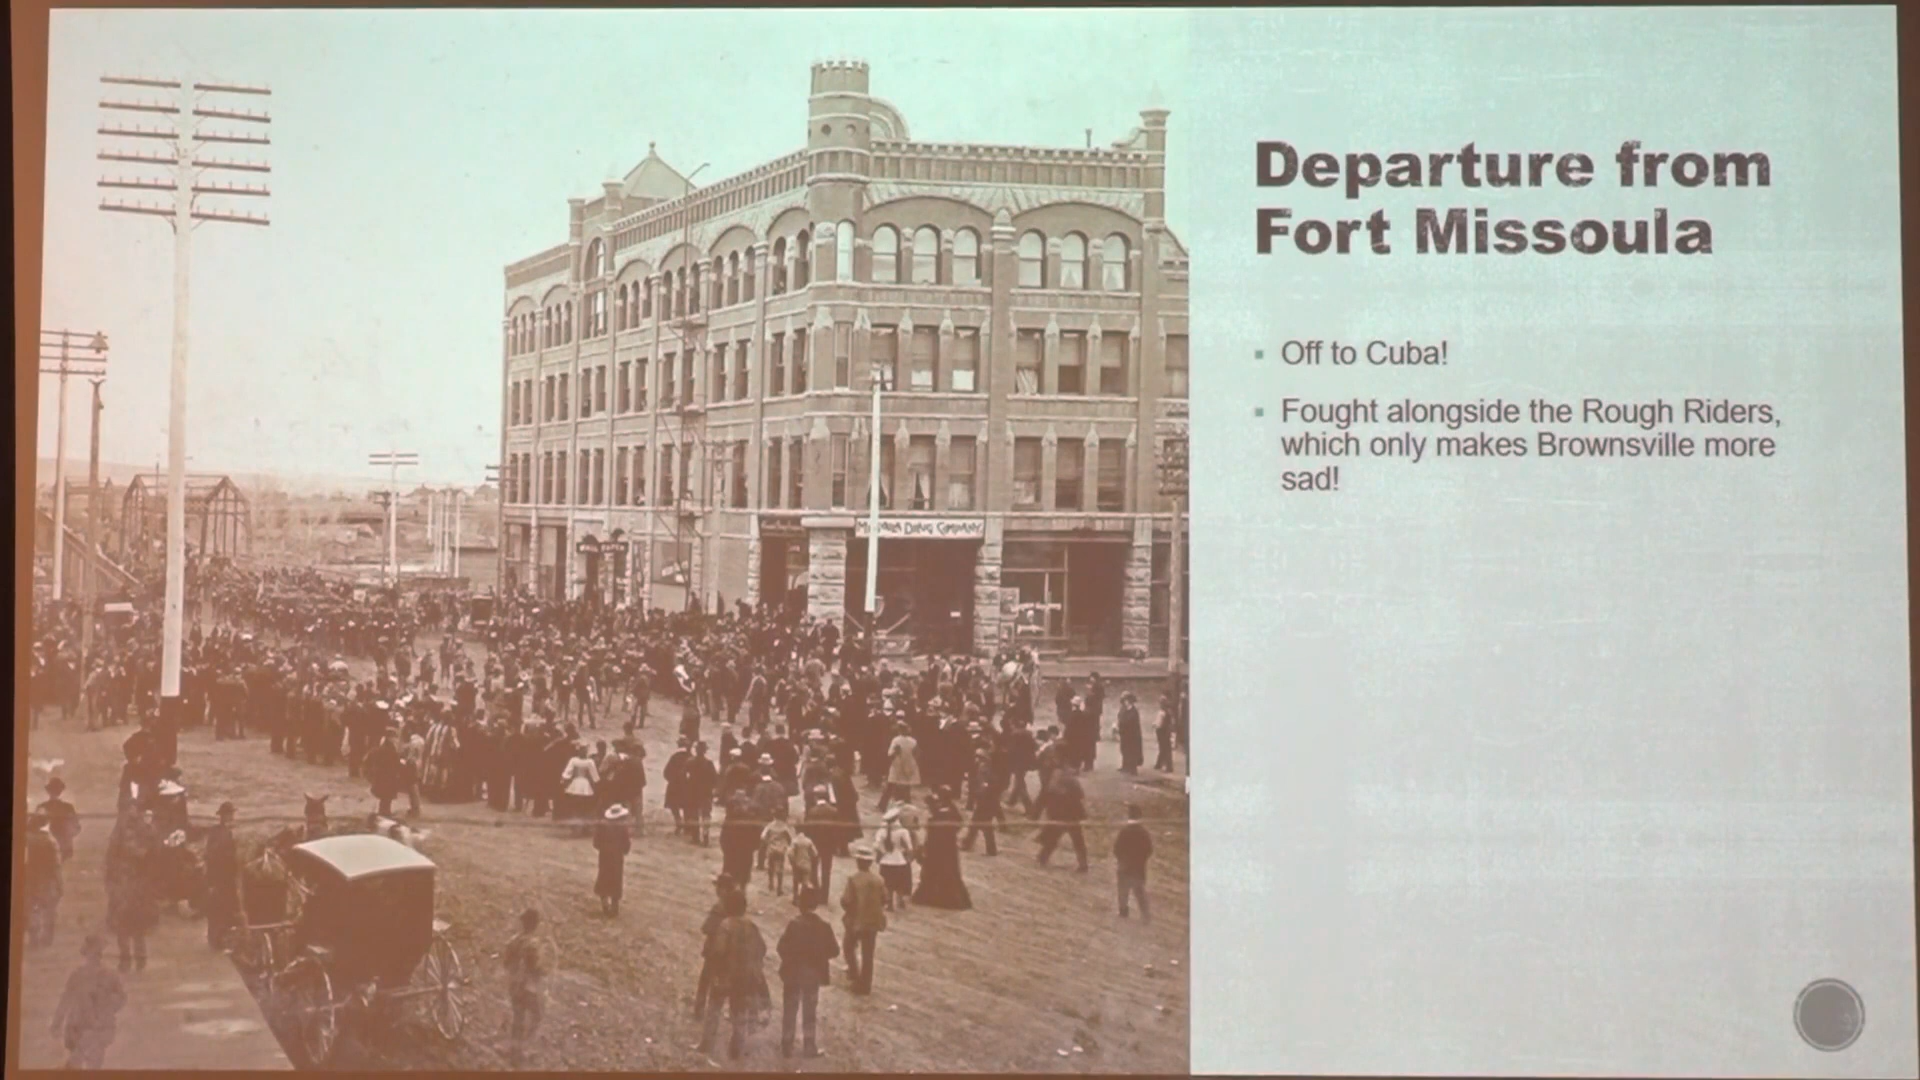 Departure from
Fort Missoula
Off to Cuba!
Fought alongside the Rough Riders,
which only makes Brownsville more
sad!
Missoula Drug Company